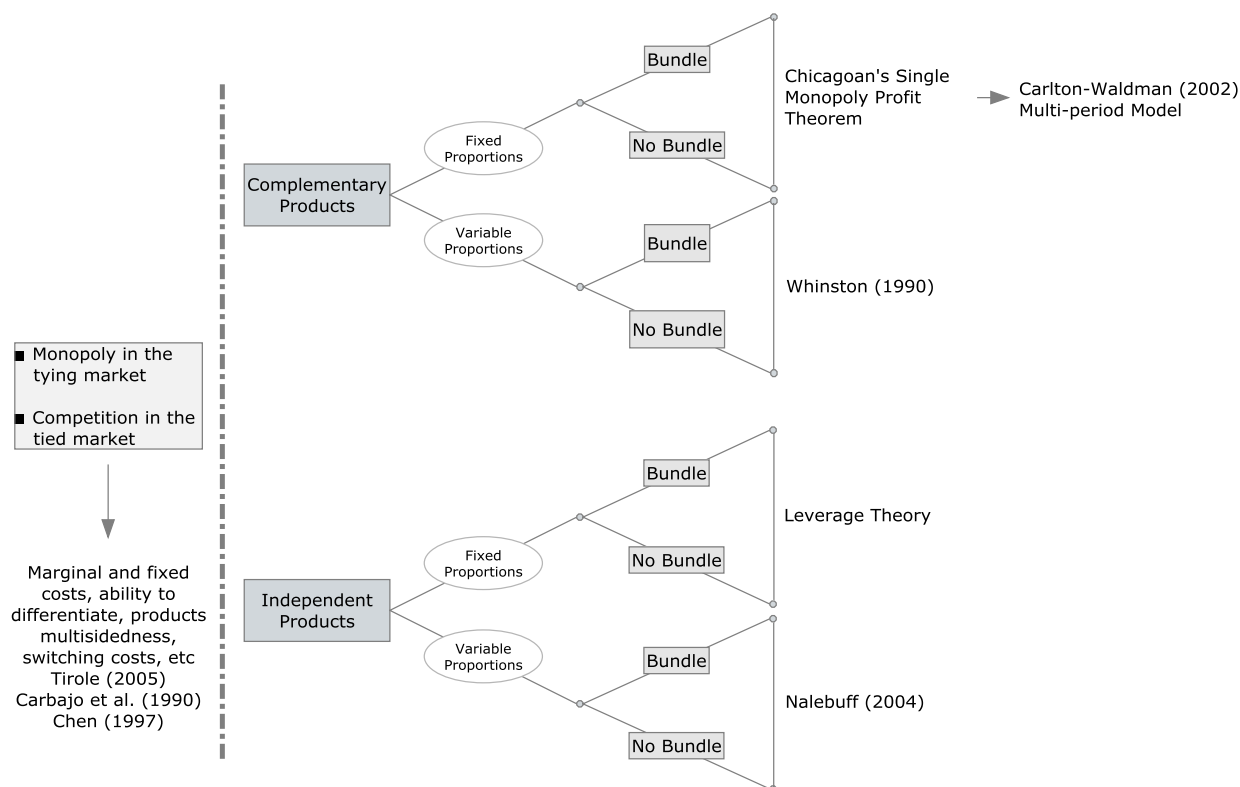 Monopoly in the
tying market
Competition in the
tied market
Marginal and fixed
costs, ability to
differentiate, products
multisidedness,
switching costs, etc
Tirole (2005)
Carbajo et al. (1990)
Chen (1997)
Complementary
Products
Fixed
Proportions
Bundle
No Bundle
Chicagoan's Single
Monopoly Profit
Theorem
Carlton-Waldman (2002)
Multi-period Model
Variable
Proportions
Bundle
No Bundle
Whinston (1990)
Independent
Products
Fixed
Proportions
Bundle
No Bundle
Leverage Theory
Variable
Proportions
Bundle
No Bundle
Nalebuff (2004)